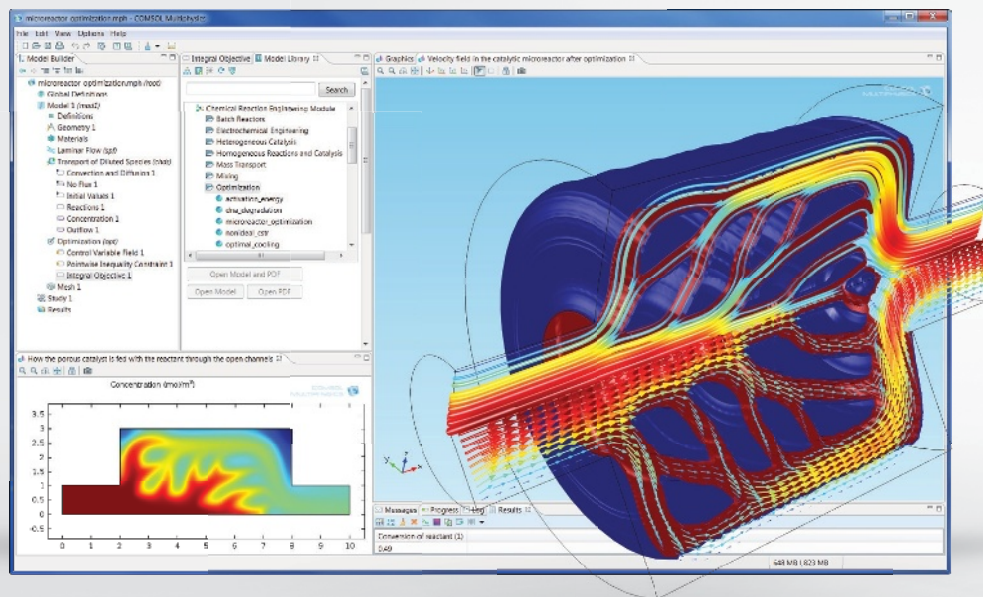 microreactor optimization.mph - COMSOL Multiphysics
File Edit View Options Help
Model Builder
microreactor optimization.mph (root)
Global Definitions
Model 1 (mod1)
Definitions
Geometry 1
Materials
Laminar Flow (spf)
Transport of Diluted Species (chds)
Convection and Diffusion 1
No Flux 1
Initial Values 1
Reactions 1
Concentration 1
Outflow 1
Optimization (opt)
Control Variable Field 1
Pointwise Inequality Constraint 1
Integral Objective 1
Mesh 1
Study 1
Results
Integral Objective Model Library
Search
Chemical Reaction Engineering Module
Batch Reactors
Electrochemical Engineering
Heterogeneous Catalysis
Homogeneous Reactions and Catalysis
Mass Transport
Mixing
Optimization
activation_energy
dna_degradation
microreactor_optimization
nonideal_cstr
optimal_cooling
Open Model and PDF
Open Model Open PDF
Graphics Velocity field in the catalytic microreactor after optimization
y z x
How the porous catalyst is fed with the reactant through the open channels
Concentration (mol/m³)
COMSOL
MULTIPHYSICS
3.5
3
2.5
2
1.5
1
0.5
0
-0.5
0 1 2 3 4 5 6 7 8 9 10
Messages Progress Log Results
Conversion of reactant (1)
0.49
648 MB | 823 MB